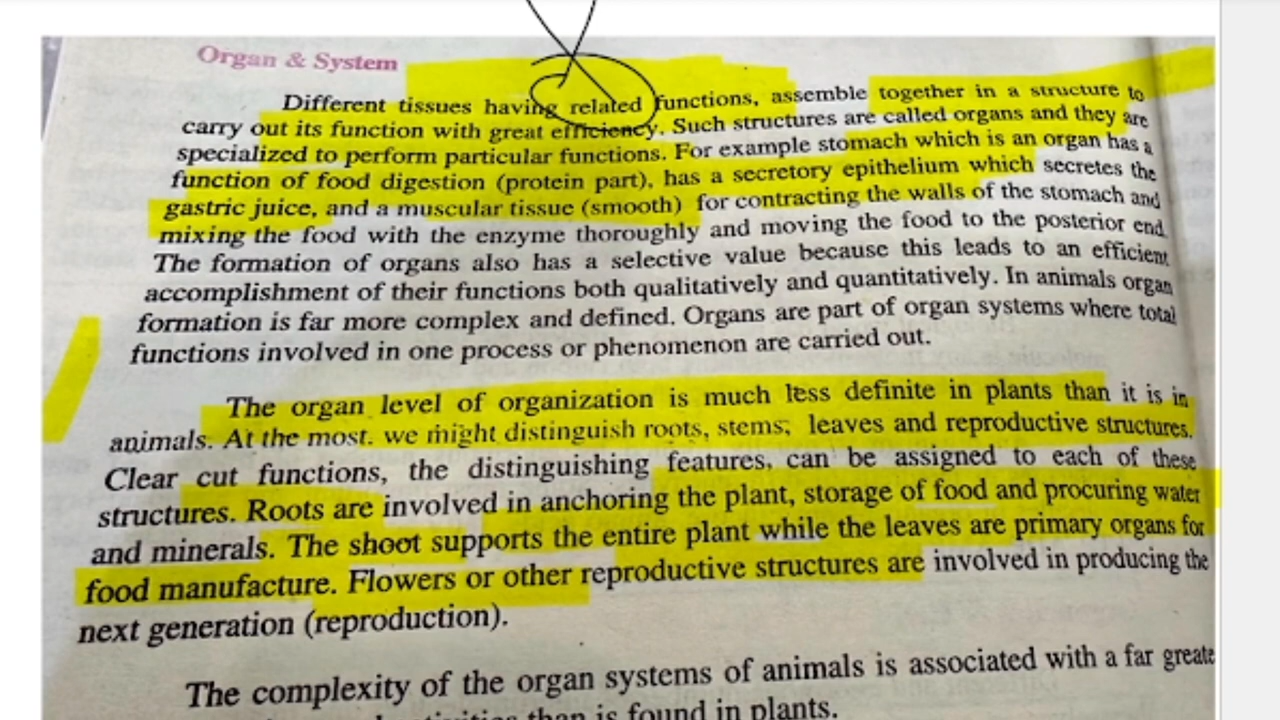 Organ & System
Different tissues having related functions, assemble together in a structure to
carry out its function with great efficiency. Such structures are called organs and they are
specialized to perform particular functions. For example stomach which is an organ has a
function of food digestion (protein part), has a secretory epithelium which secretes the
gastric juice, and a muscular tissue (smooth) for contracting the walls of the stomach and
mixing the food with the enzyme thoroughly and moving the food to the posterior end.
The formation of organs also has a selective value because this leads to an efficient
accomplishment of their functions both qualitatively and quantitatively. In animals organ
formation is far more complex and defined. Organs are part of organ systems where total
functions involved in one process or phenomenon are carried out.
The organ level of organization is much less definite in plants than it is in
animals. At the most. we might distinguish roots, stems, leaves and reproductive structures.
Clear cut functions, the distinguishing features, can be assigned to each of these
structures. Roots are involved in anchoring the plant, storage of food and procuring water
and minerals. The shoot supports the entire plant while the leaves are primary organs for
food manufacture. Flowers or other reproductive structures are involved in producing the
next generation (reproduction).
The complexity of the organ systems of animals is associated with a far greate
than is found in plants.